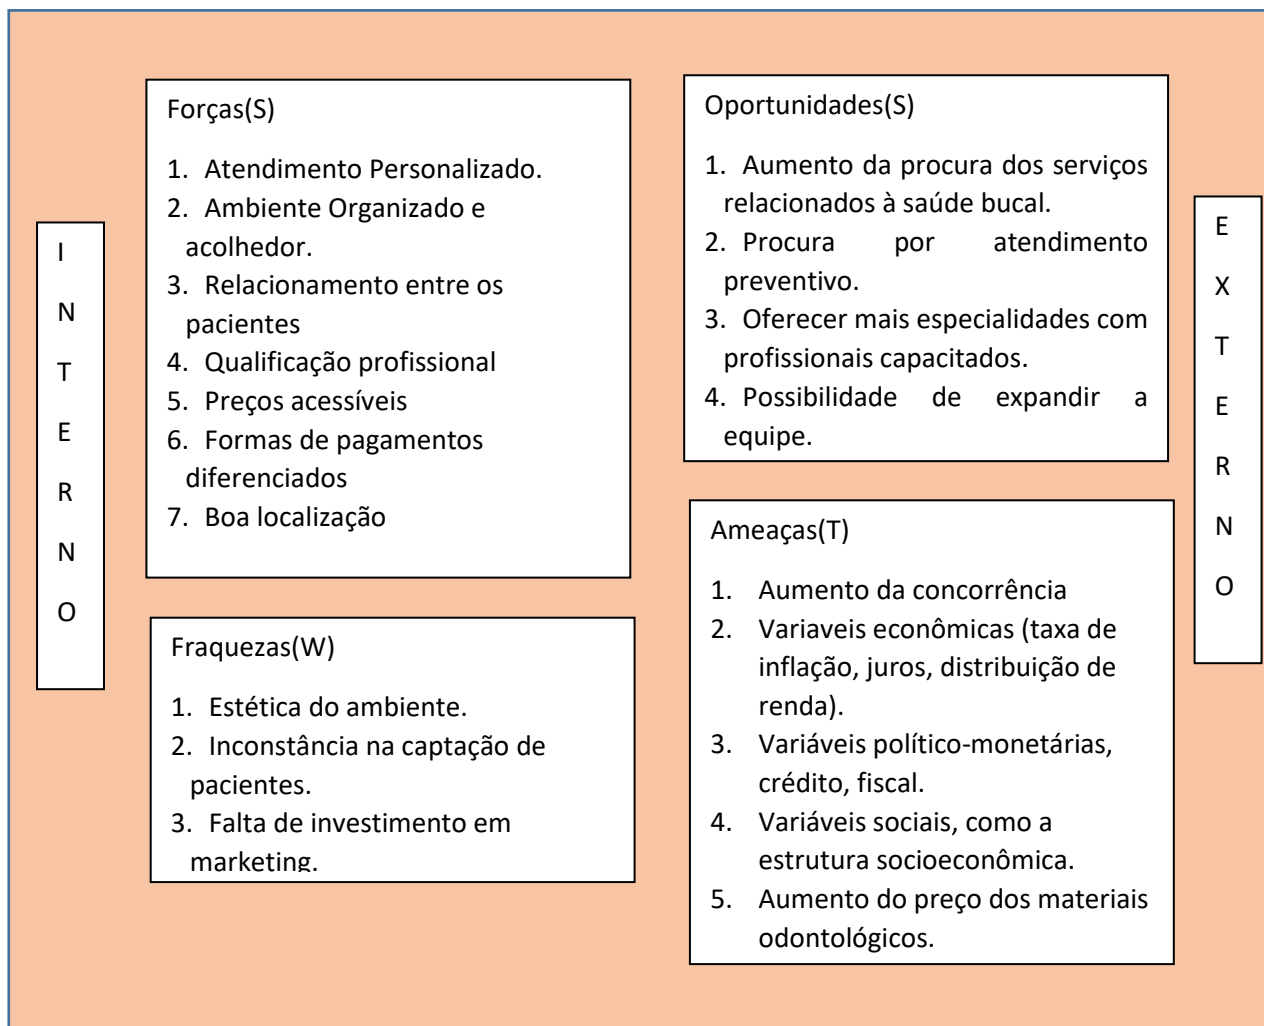 I
N
T
E
R
N
O
Forças(S)
1. Atendimento Personalizado.
2. Ambiente Organizado e
acolhedor.
3. Relacionamento entre os
pacientes
4. Qualificação profissional
5. Preços acessíveis
6. Formas de pagamentos
diferenciados
7. Boa localização
Fraquezas(W)
1. Estética do ambiente.
2. Inconstância na captação de
pacientes.
3. Falta de investimento em
marketing.
Oportunidades(S)
1. Aumento da procura dos serviços
relacionados à saúde bucal.
2. Procura por atendimento
preventivo.
3. Oferecer mais especialidades com
profissionais capacitados.
4. Possibilidade de expandir a
equipe.
Ameaças(T)
1. Aumento da concorrência
2. Variaveis econômicas (taxa de
inflação, juros, distribuição de
renda).
3. Variáveis político-monetárias,
crédito, fiscal.
4. Variáveis sociais, como a
estrutura socioeconômica.
5. Aumento do preço dos materiais
odontológicos.
E
X
T
E
R
N
O